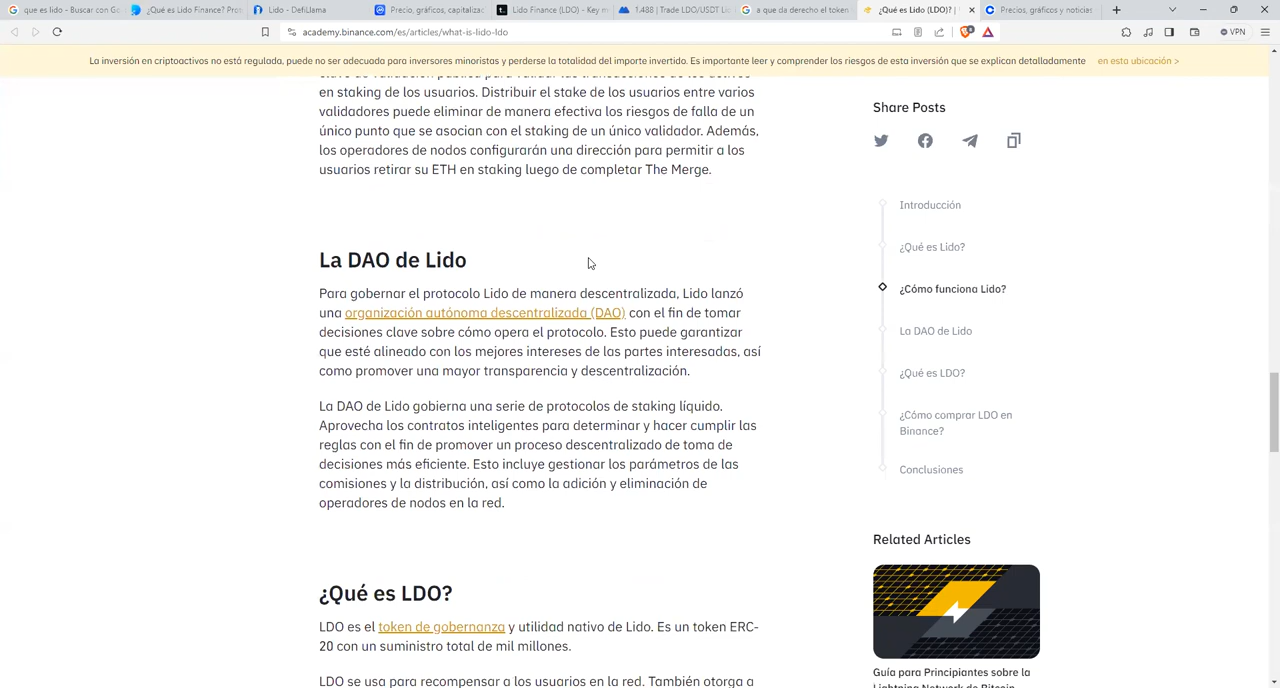 que es lido - Buscar con Go
¿Qué es Lido Finance? Prot
Lido - DefiLlama
Precio, gráficos, capitalizac
Lido Finance (LDO) - Key m
1.488 | Trade LDO/USDT Lid
a que da derecho el token
¿Qué es Lido (LDO)? |
Precios, gráficos y noticias
academy.binance.com/es/articles/what-is-lido-ldo
VPN
La inversión en criptoactivos no está regulada, puede no ser adecuada para inversores minoristas y perderse la totalidad del importe invertido. Es importante leer y comprender los riesgos de esta inversión que se explican detalladamente en esta ubicación >
clave de validación pública para validar las transacciones de los activos
en staking de los usuarios. Distribuir el stake de los usuarios entre varios
validadores puede eliminar de manera efectiva los riesgos de falla de un
único punto que se asocian con el staking de un único validador. Además,
los operadores de nodos configurarán una dirección para permitir a los
usuarios retirar su ETH en staking luego de completar The Merge.
La DAO de Lido
Para gobernar el protocolo Lido de manera descentralizada, Lido lanzó
una organización autónoma descentralizada (DAO) con el fin de tomar
decisiones clave sobre cómo opera el protocolo. Esto puede garantizar
que esté alineado con los mejores intereses de las partes interesadas, así
como promover una mayor transparencia y descentralización.
La DAO de Lido gobierna una serie de protocolos de staking líquido.
Aprovecha los contratos inteligentes para determinar y hacer cumplir las
reglas con el fin de promover un proceso descentralizado de toma de
decisiones más eficiente. Esto incluye gestionar los parámetros de las
comisiones y la distribución, así como la adición y eliminación de
operadores de nodos en la red.
¿Qué es LDO?
LDO es el token de gobernanza y utilidad nativo de Lido. Es un token ERC-
20 con un suministro total de mil millones.
LDO se usa para recompensar a los usuarios en la red. También otorga a
Share Posts
Introducción
¿Qué es Lido?
¿Cómo funciona Lido?
La DAO de Lido
¿Qué es LDO?
¿Cómo comprar LDO en
Binance?
Conclusiones
Related Articles
Guía para Principiantes sobre la
Lightning Network de Bitcoin